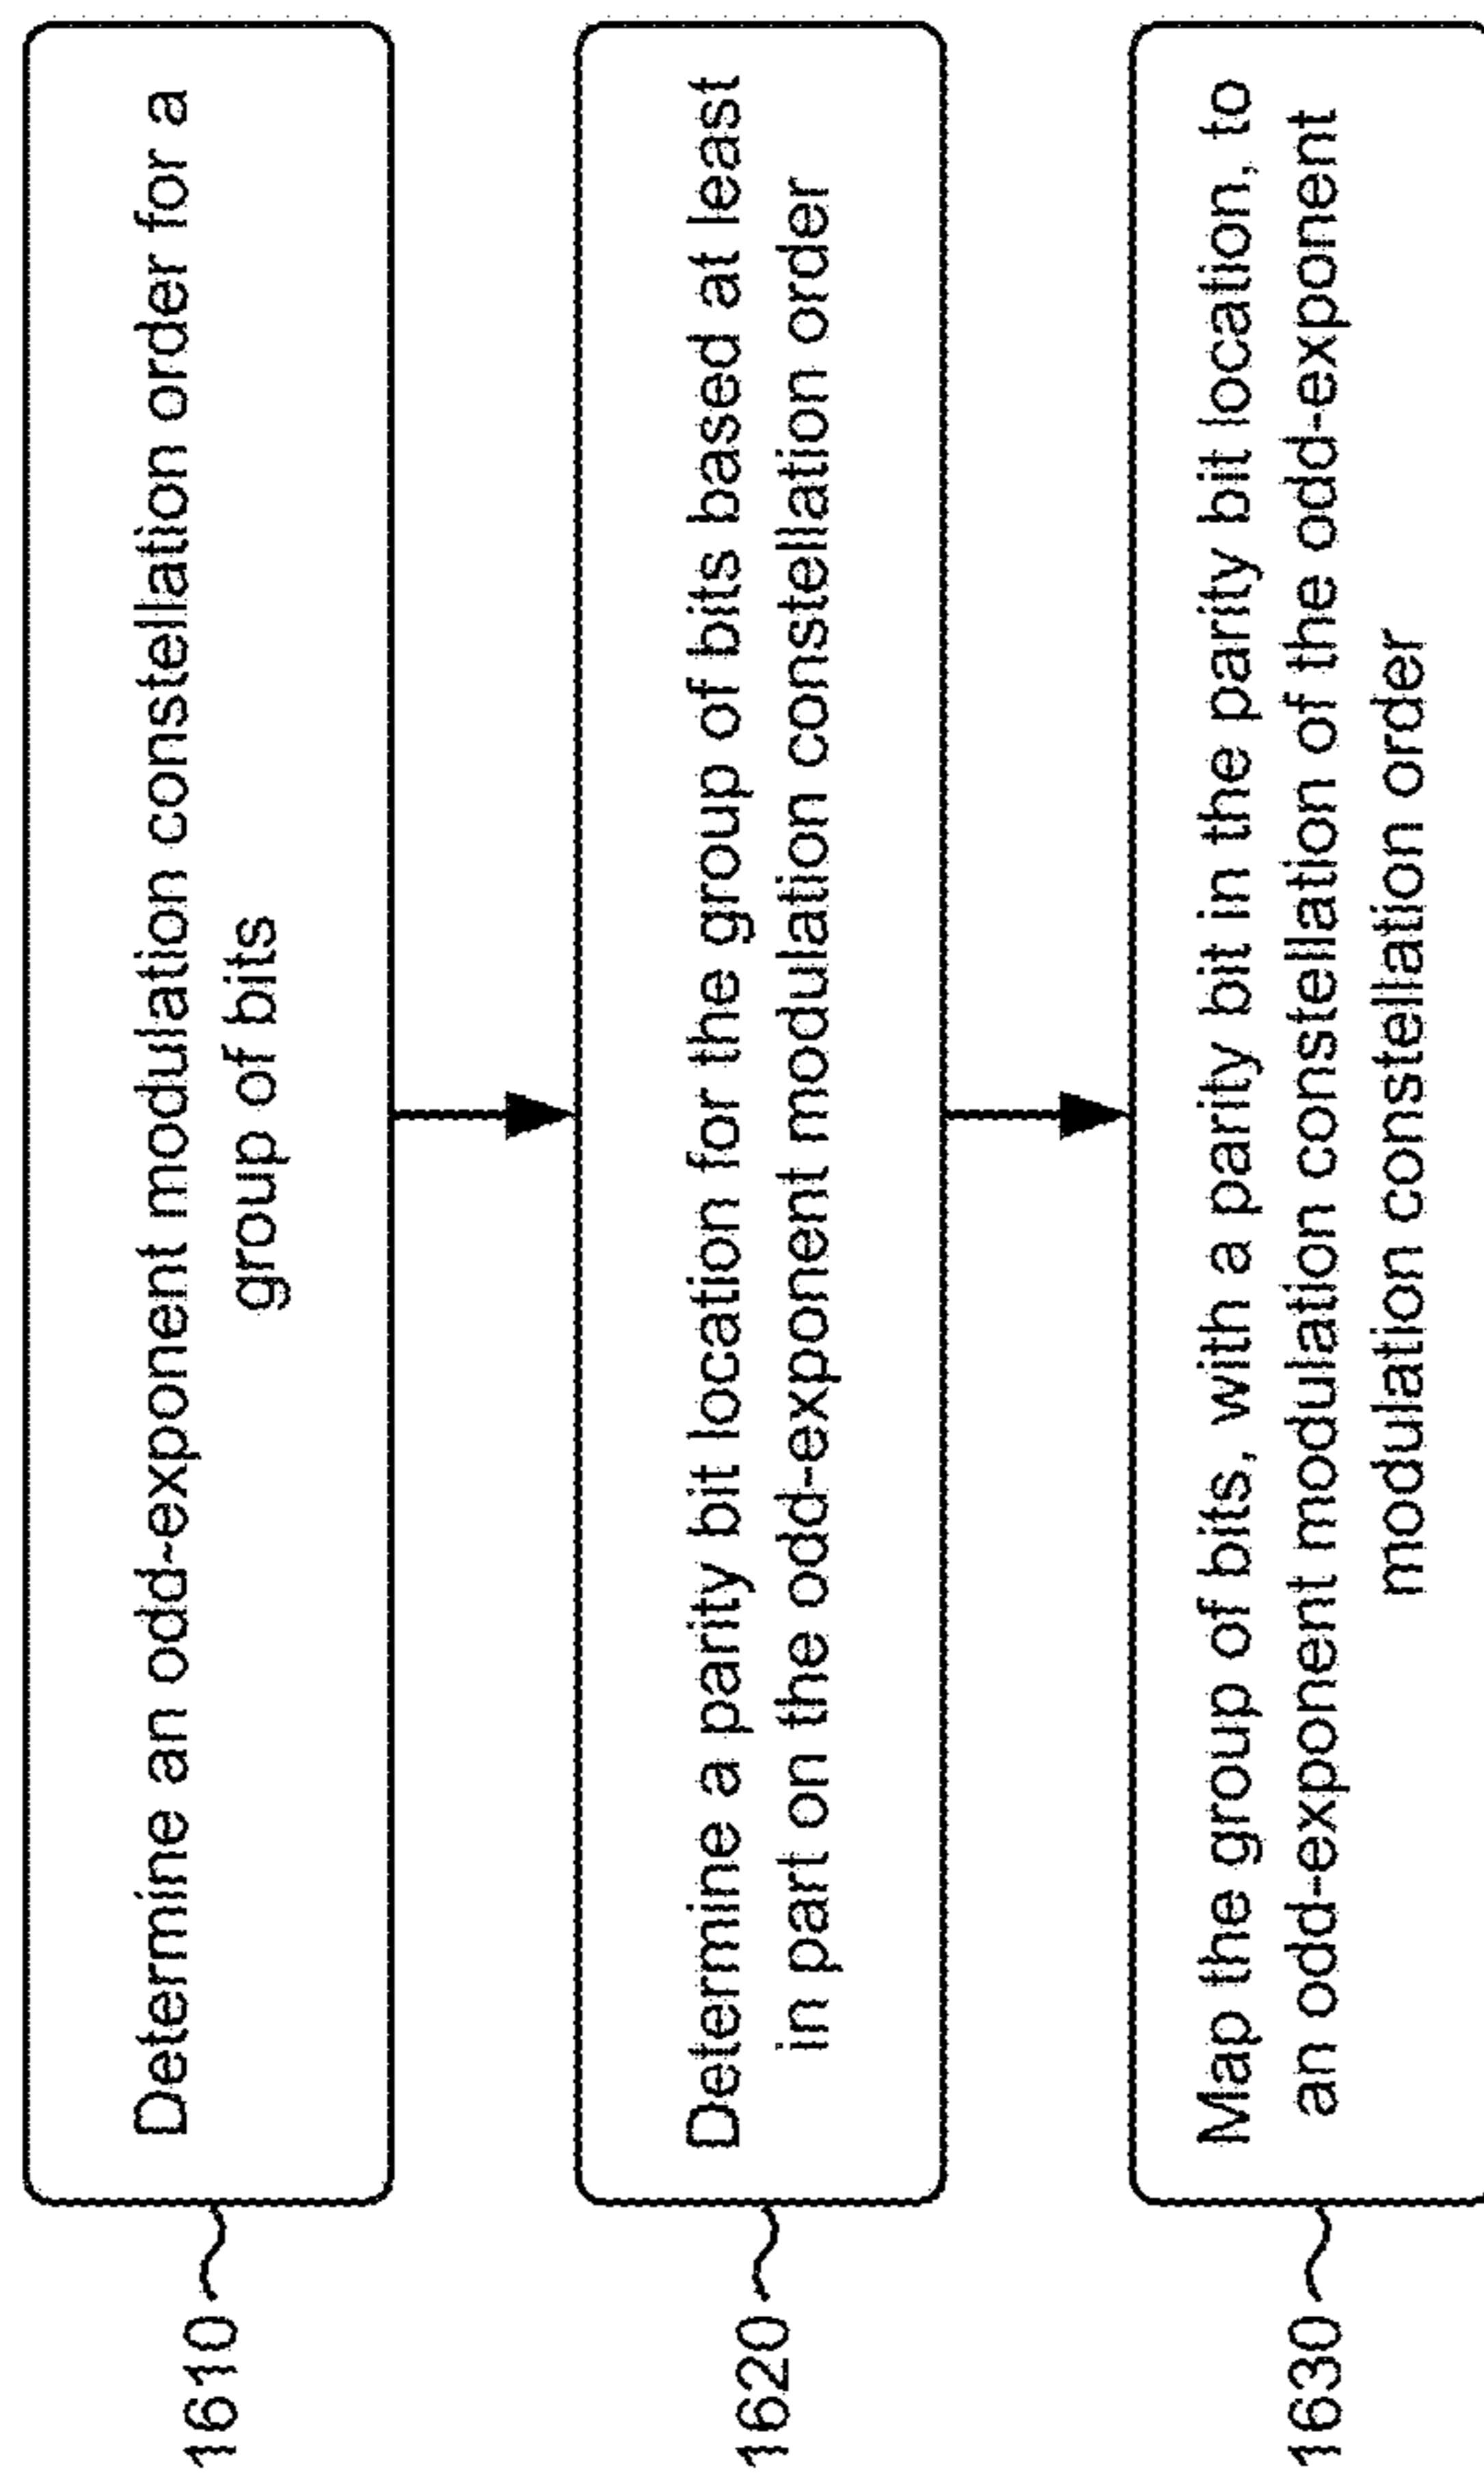 1610
Determine an odd-exponent modulation constellation order for a
group of bits
1620
Determine a parity bit location for the group of bits based at least
in part on the odd-exponent modulation constellation order
1630
Map the group of bits, with a parity bit in the parity bit location, to
an odd-exponent modulation constellation of the odd-exponent
modulation constellation order